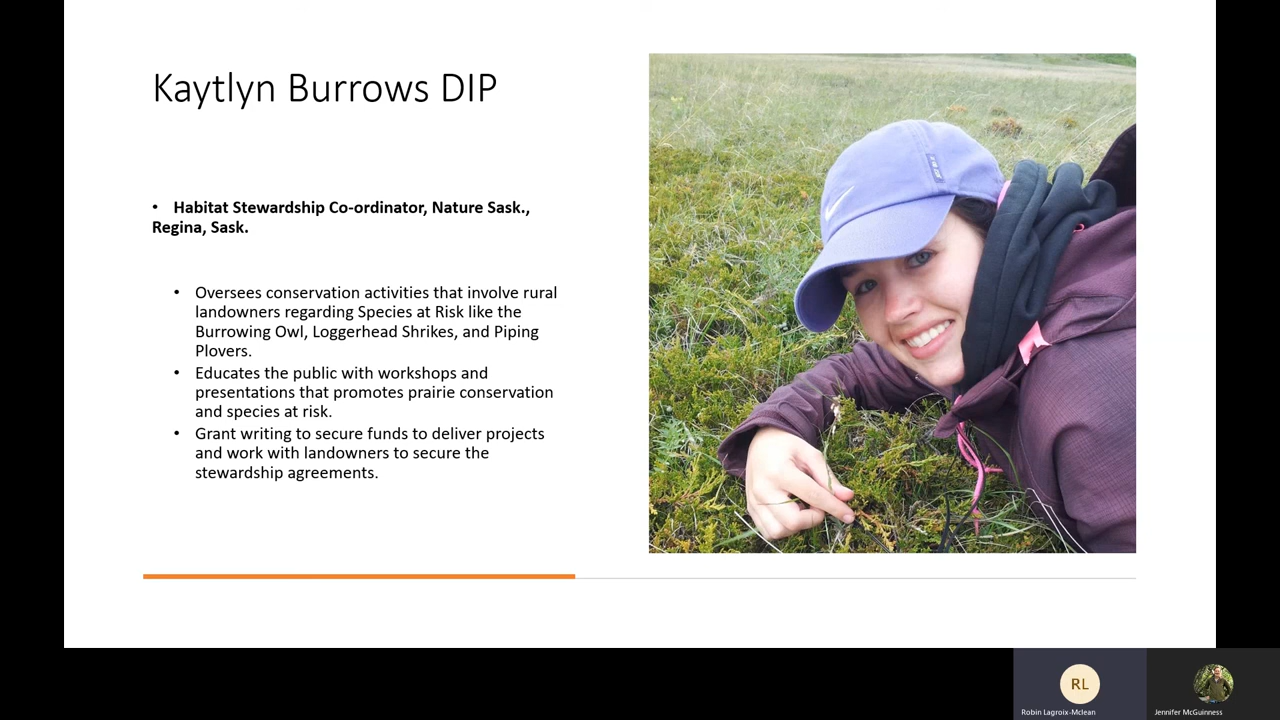 Kaytlyn Burrows DIP
• Habitat Stewardship Co-ordinator, Nature Sask.,
Regina, Sask.
• Oversees conservation activities that involve rural
landowners regarding Species at Risk like the
Burrowing Owl, Loggerhead Shrikes, and Piping
Plovers.
• Educates the public with workshops and
presentations that promotes prairie conservation
and species at risk.
• Grant writing to secure funds to deliver projects
and work with landowners to secure the
stewardship agreements.
RL
Robin Lagroix-Mclean
Jennifer McGuinness